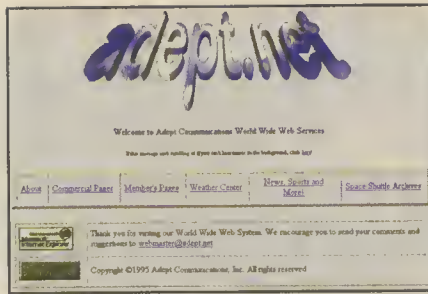 adept.net
Welcome to Adept Communications World Wide Web Services
About
Commercial Pages
Member's Pages
Weather Center
News, Sports and
More!
Space Shuttle Archives
Internet Explorer
Thank you for visiting our World Wide Web System. We encourage you to send your comments and
suggestions to webmaster@adept.net
Copyright ©1995 Adept Communications, Inc. All rights reserved